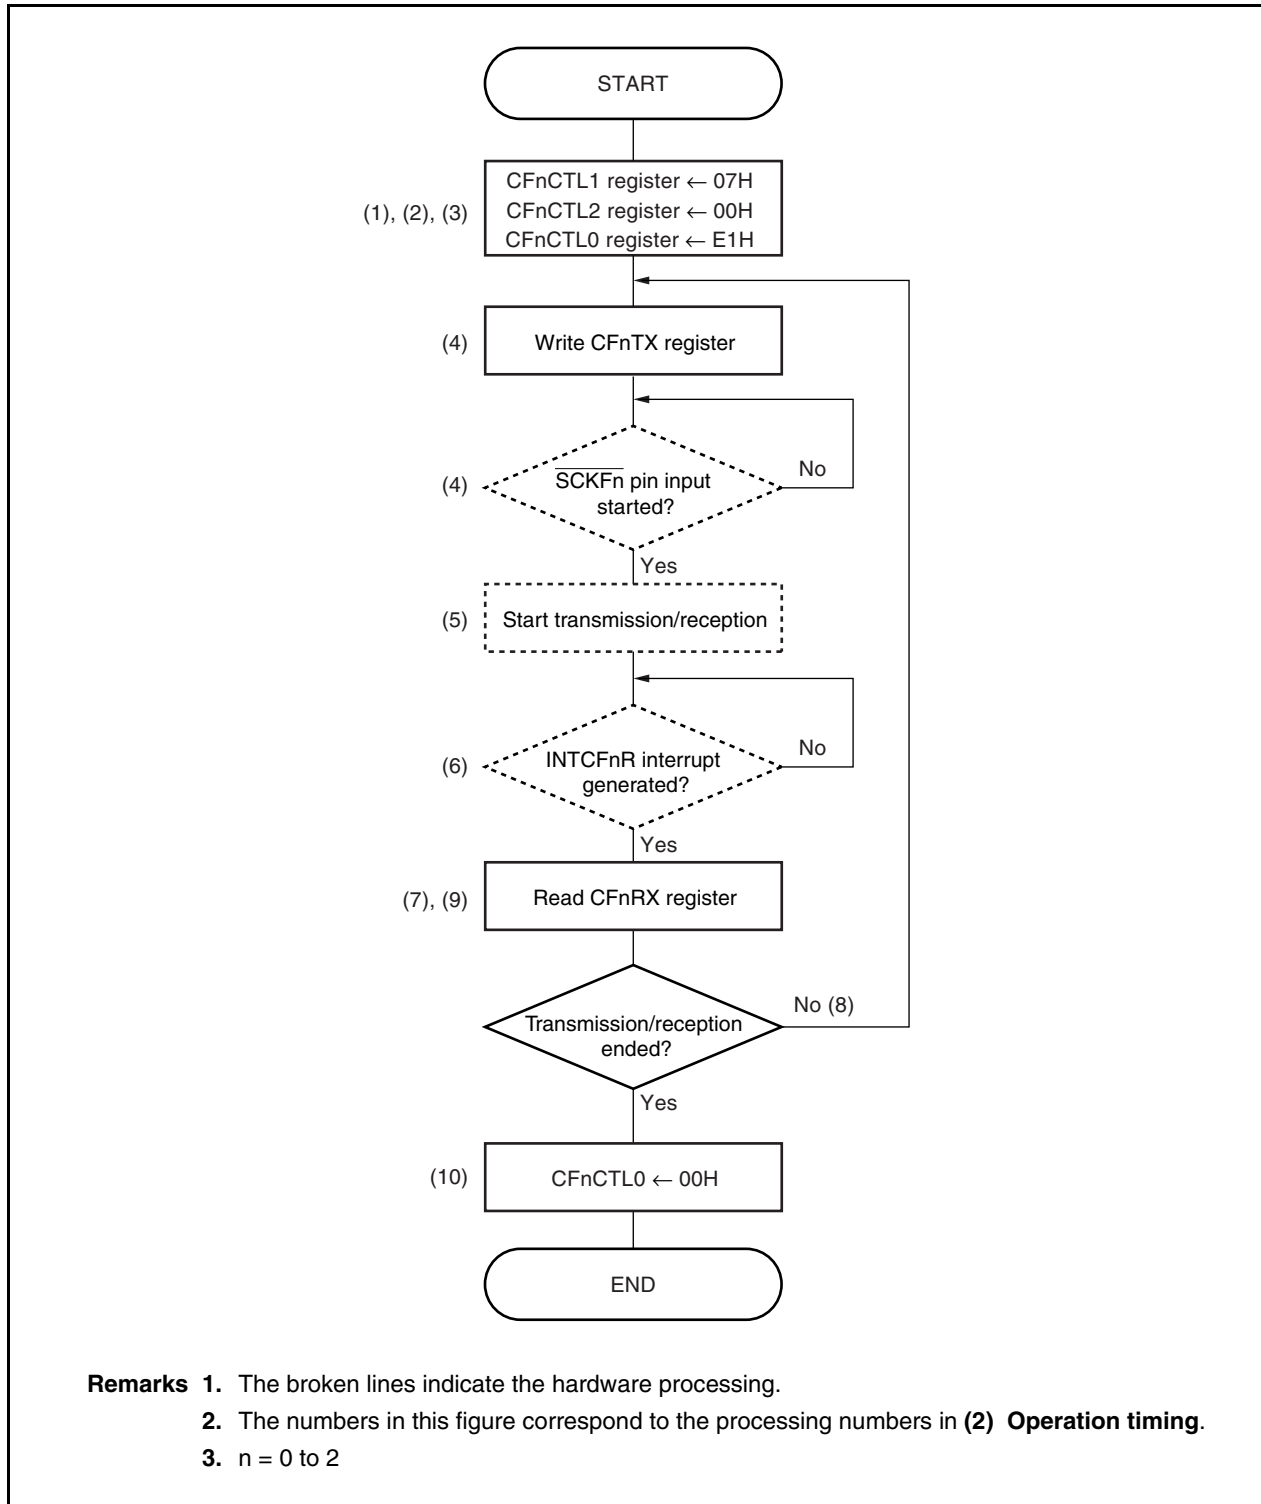 START
(1), (2), (3)
CFnCTL1 register ← 07H
CFnCTL2 register ← 00H
CFnCTL0 register ← E1H
(4)
Write CFnTX register
(4)
S̅C̅K̅F̅n̅ pin input
started?
No
Yes
(5)
Start transmission/reception
(6)
INTCFnR interrupt
generated?
No
Yes
(7), (9)
Read CFnRX register
Transmission/reception
ended?
No (8)
Yes
(10)
CFnCTL0 ← 00H
END
Remarks 1. The broken lines indicate the hardware processing.
2. The numbers in this figure correspond to the processing numbers in (2) Operation timing.
3. n = 0 to 2